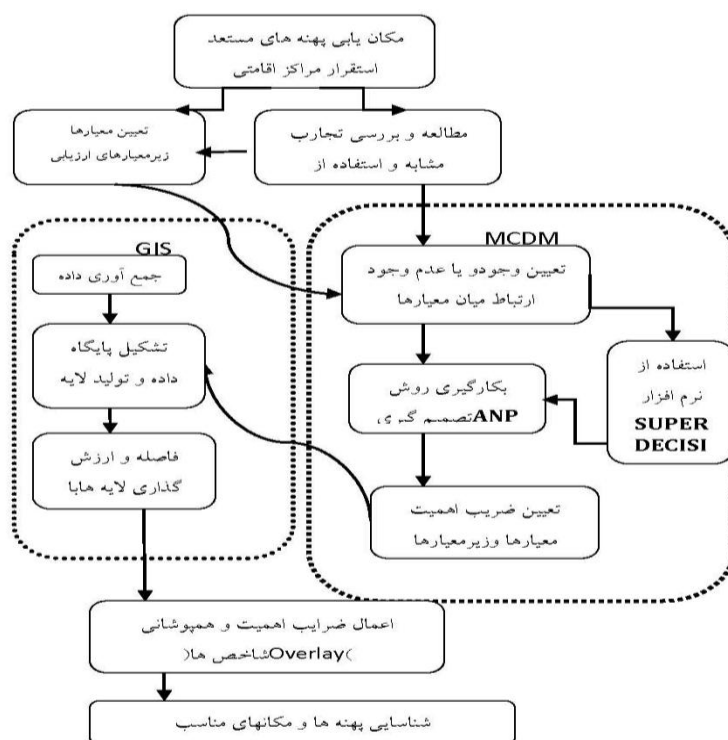 مکان یابی پهنه های مستعد
استقرار مراکز اقامتی
مطالعه و بررسی تجارب
مشابه و استفاده از
تعیین معیارها
زیرمعیارهای ارزیابی
MCDM
تعیین وجودو یا عدم وجود
ارتباط میان معیارها
استفاده از
نرم افزار
SUPER
DECISI
بکارگیری روش
ANPتصمیم گیری
تعیین ضریب اهمیت
معیارها وزیرمعیارها
GIS
جمع آوری داده
تشکیل پایگاه
داده و تولید لایه
فاصله و ارزش
گذاری لایه هابا
اعمال ضرایب اهمیت و همپوشانی
)Overlayشاخص ها(
شناسایی پهنه ها و مکانهای مناسب